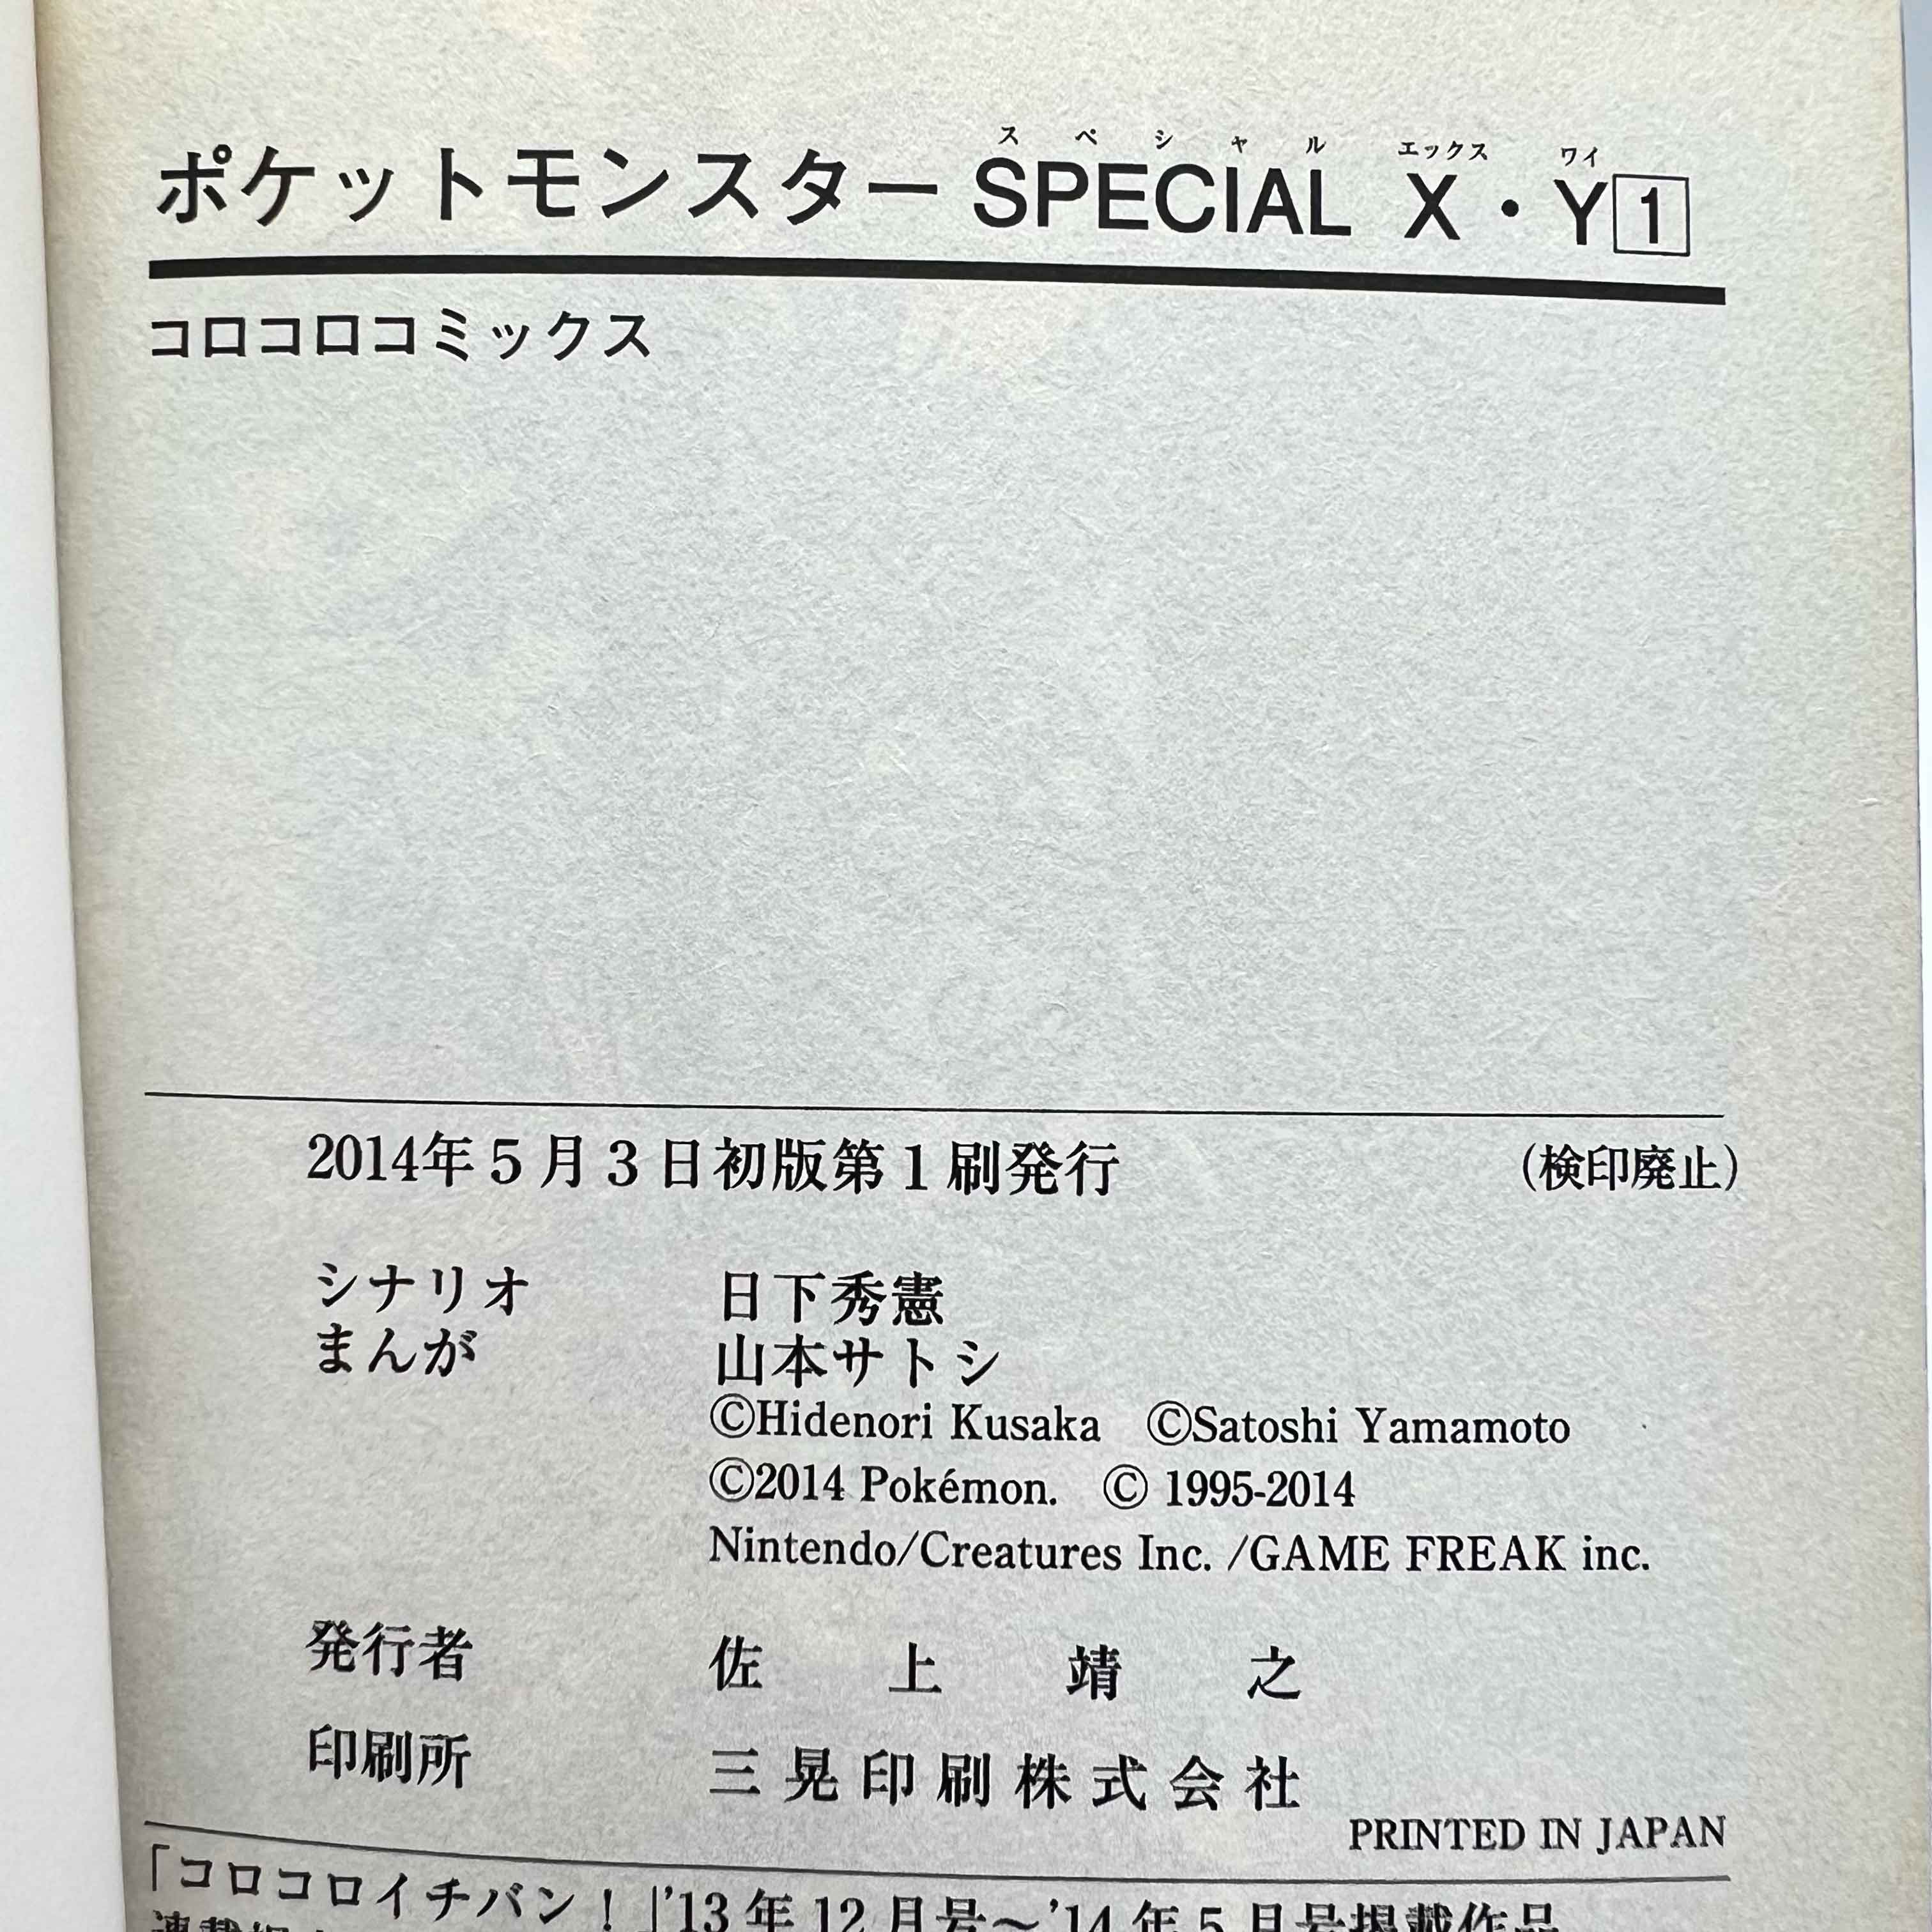 スペシャル エックス ワイ
ポケットモンスター SPECIAL X・Y 1
コロコロコミックス
2014年5月3日初版第1刷発行 (検印廃止)
シナリオ 日下秀憲
まんが 山本サトシ
©Hidenori Kusaka ©Satoshi Yamamoto
©2014 Pokémon. © 1995-2014
Nintendo/Creatures Inc. /GAME FREAK inc.
発行者 佐上靖之
印刷所 三晃印刷株式会社
PRINTED IN JAPAN
「コロコロイチバン!」'13年12月号~'14年5月号掲載作品